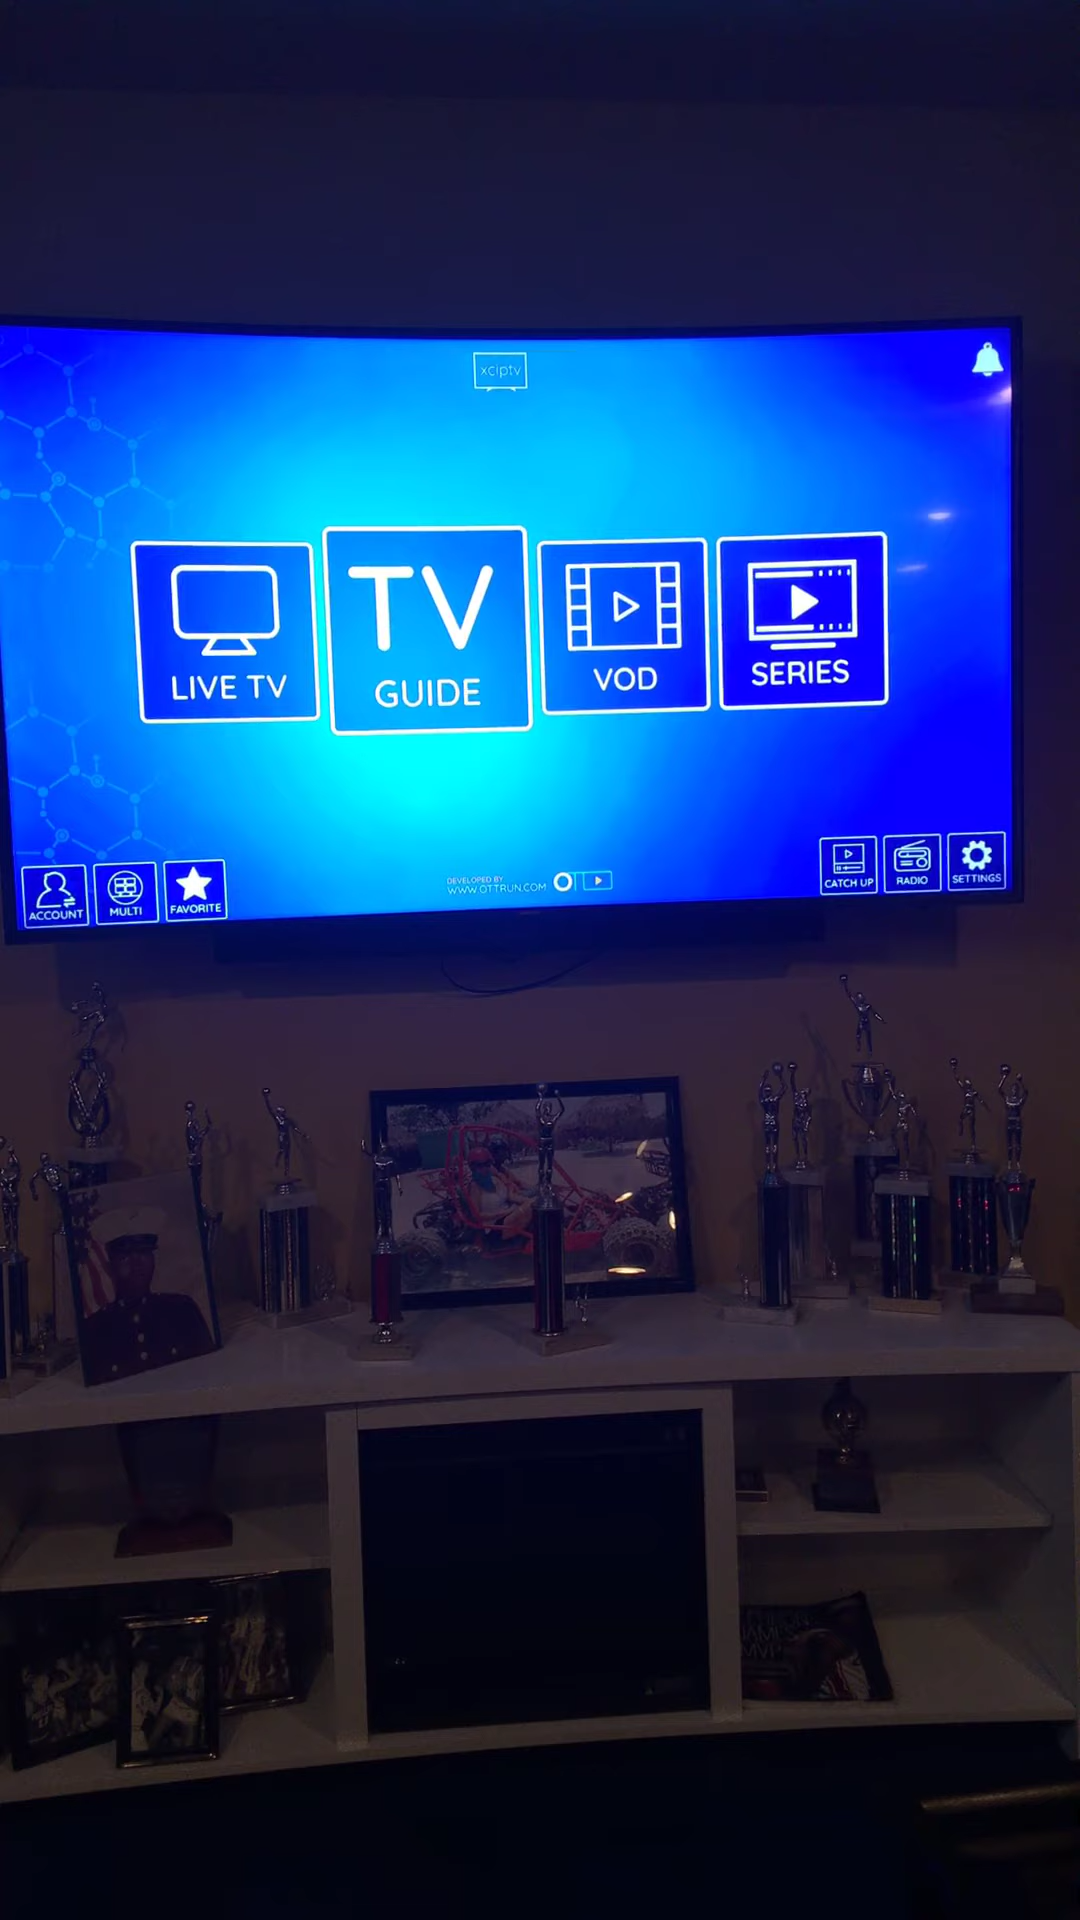 xciptv
LIVE TV
TV
GUIDE
VOD
SERIES
ACCOUNT
MULTI
FAVORITE
DEVELOPED BY
WWW.OTTRUN.COM
CATCH UP
RADIO
SETTINGS